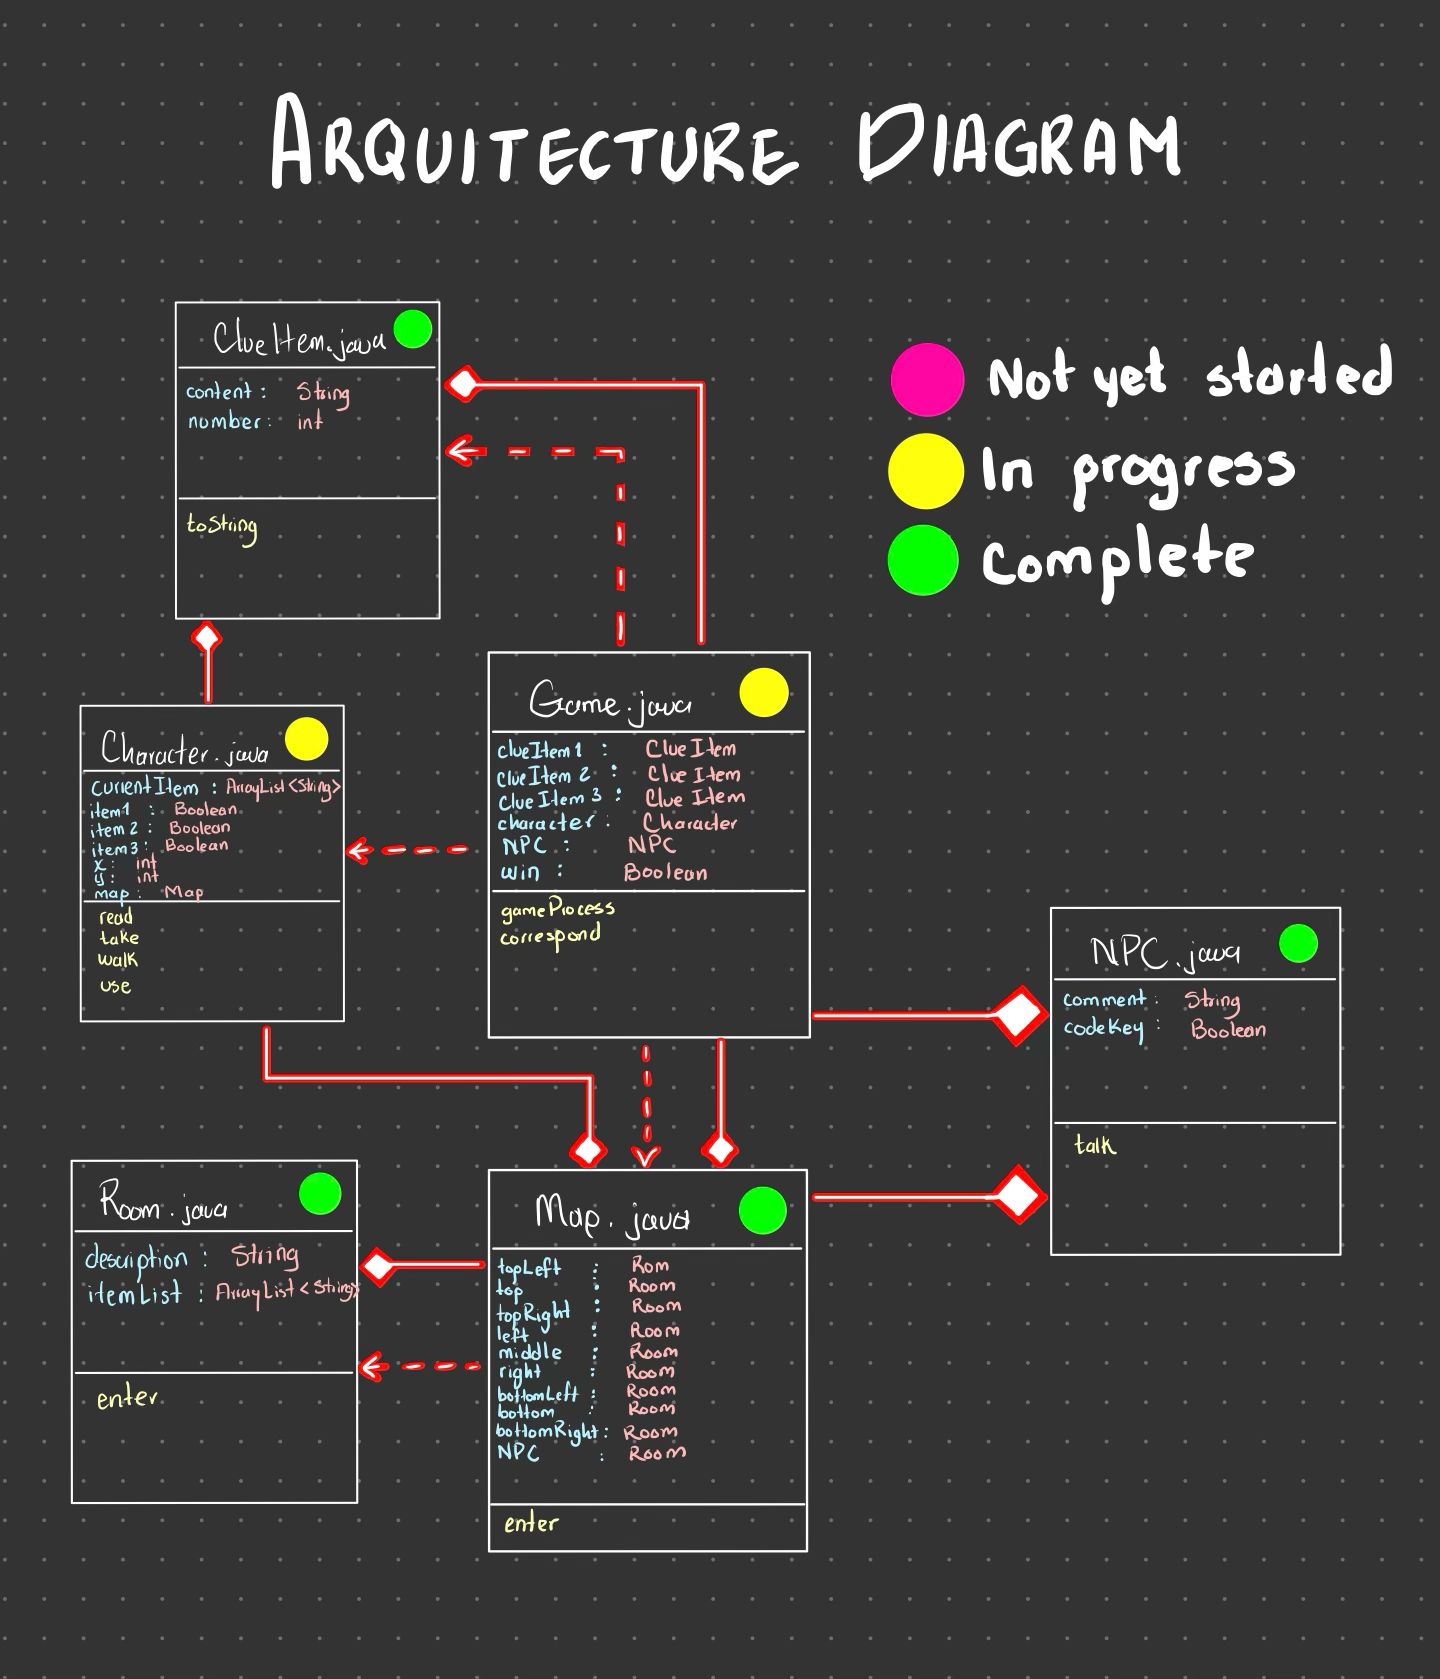 ARQUITECTURE DIAGRAM
ClueItem.java
content : String
number : int
toString
Not yet started
In progress
Complete
Character.java
currentItem : ArrayList<String>
item1 : Boolean
item2 : Boolean
item3 : Boolean
x : int
y : int
map : Map
read
take
walk
use
Game.java
clueItem1 : ClueItem
clueItem2 : ClueItem
clueItem3 : ClueItem
character : Character
NPC : NPC
win : Boolean
gameProcess
correspond
NPC.java
comment : String
codeKey : Boolean
talk
Room.java
description : String
itemList : ArrayList<String>
enter
Map.java
topLeft : Rom
top : Room
topRight : Room
left : Room
middle : Room
right : Room
bottomLeft : Room
bottom : Room
bottomRight : Room
NPC : Room
enter